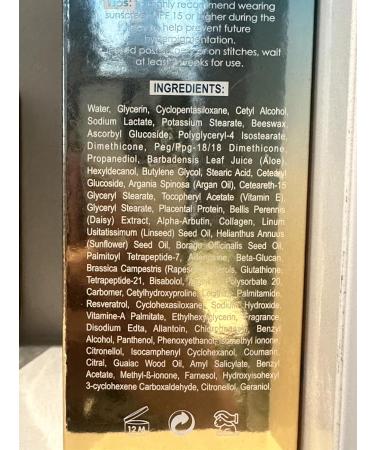 Tips: highly recommend wearing
sunscreen SPF 15 or higher during the
help prevent future
on stitches, wait
at least weeks for use.
INGREDIENTS:
Water, Glycerin, Cyclopentasiloxane, Cetyl Alcohol,
Sodium Lactate, Potassium Stearate, Beeswax,
Ascorbyl Glucoside, Polyglyceryl-4 Isostearate,
Dimethicone, Peg/Ppg-18/18 Dimethicone,
Propanediol, Barbadensis Leaf Juice (Aloe),
Hexyldecanol, Butylene Glycol, Stearic Acid, Cetearyl
Glucoside, Argania Spinosa (Argan Oil), Ceteareth-15
Glyceryl Stearate, Tocopheryl Acetate (Vitamin E),
Glyceryl Stearate, Placental Protein, Bellis Perennis
(Daisy) Extract, Alpha-Arbutin, Collagen, Linum
Usitatissimum (Linseed) Seed Oil, Helianthus Annuus
(Sunflower) Seed Oil, Borago Officinalis Seed Oil,
Palmitoyl Tetrapeptide-7, Adenosine, Beta-Glucan,
Brassica Campestris Glutathione,
Tetrapeptide-21, Bisabolol, Polysorbate 20,
Carbomer, Cetylhydroxyproline Palmitamide,
Resveratrol, Cyclohexasiloxane, Sodium Hydroxide,
Vitamin-A Palmitate, Ethylhexylglycerin, Fragrance,
Disodium Edta, Allantoin, Benzyl
Alcohol, Panthenol, Phenoxyethanol, ionone,
Citronellol, Isocamphenyl Cyclohexanol, Coumarin,
Citral, Guaiac Wood Oil, Amyl Salicylate, Benzyl
Acetate, Methyl-ß-ionone, Farnesol, Hydroxyisohexyl
3-cyclohexene Carboxaldehyde, Citronellol, Geraniol.
12 M